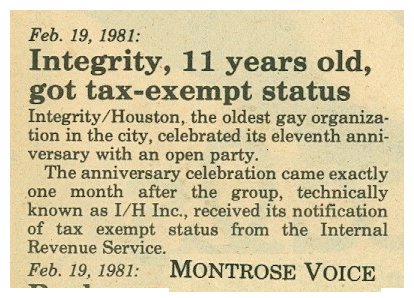 Feb. 19, 1981:
Integrity, 11 years old,
got tax-exempt status
Integrity/Houston, the oldest gay organiza-
tion in the city, celebrated its eleventh anni-
versary with an open party.
The anniversary celebration came exactly
one month after the group, technically
known as I/H Inc., received its notification
of tax exempt status from the Internal
Revenue Service.
Feb. 19, 1981: MONTROSE VOICE